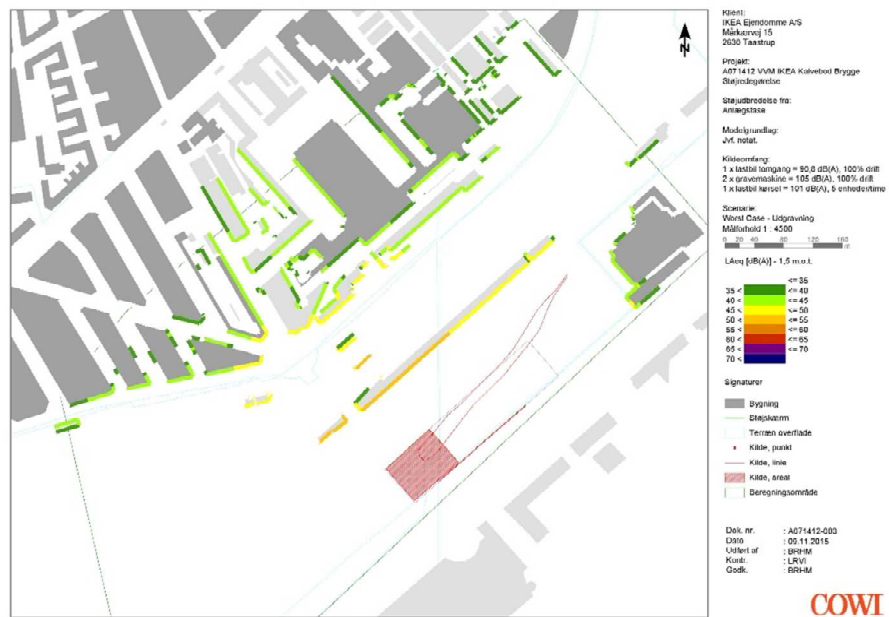 N
Klient:
IKEA Ejendomme A/S
Mårkærvej 15
2630 Taastrup
Projekt:
A071412 VVM IKEA Kalvebod Brygge
Støjredegørelse
Støjudbredelse fra:
Anlægsfase
Modelgrundlag:
Jvf. notat.
Kildeomfang:
1 x lastbil tomgang = 90,8 dB(A), 100% drift
2 x gravemaskine = 105 dB(A), 100% drift
1 x lastbil kørsel = 101 dB(A), 5 enheder/time
Scenarie:
Worst Case - Udgravning
Målforhold 1 : 4500
0 20 40 80 120 160
m
LAeq [dB(A)] - 1,5 m.o.t.
<= 35
35 < <= 40
40 < <= 45
45 < <= 50
50 < <= 55
55 < <= 60
60 < <= 65
65 < <= 70
70 <
Signaturer
Bygning
Støjskærm
Terræn overflade
Kilde, punkt
Kilde, linie
Kilde, areal
Beregningsområde
Dok. nr. : A071412-003
Dato : 09.11.2015
Udført af : BRHM
Kontr. : LRVI
Godk. : BRHM
COWI